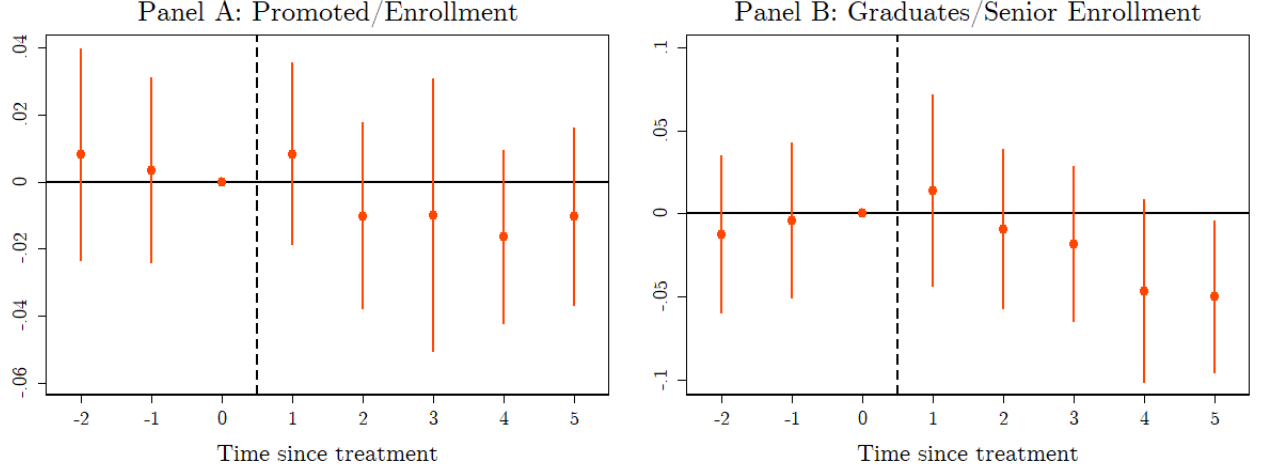 Panel A: Promoted/Enrollment
.04
.02
0
-.02
-.04
-.06
-2 -1 0 1 2 3 4 5
Time since treatment
Panel B: Graduates/Senior Enrollment
.1
.05
0
-.05
-.1
-2 -1 0 1 2 3 4 5
Time since treatment